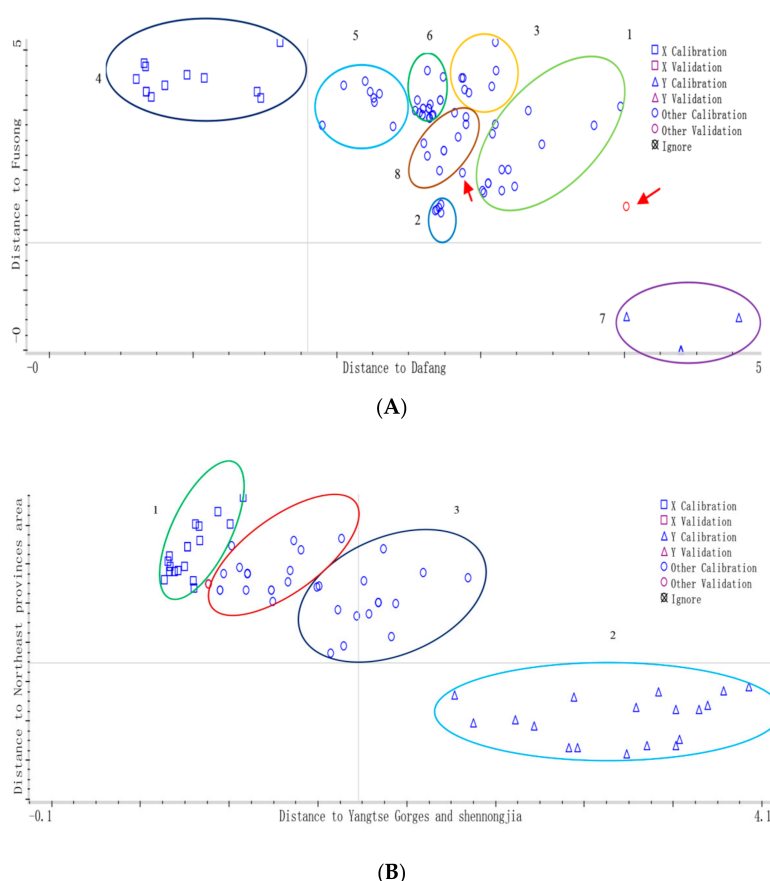 5 6 3 1
5
4
X Calibration
X Validation
Y Calibration
Y Validation
Other Calibration
Other Validation
Ignore
8
2
7
Distance to Fusong
-0
-0 Distance to Dafang 5
(A)
1 3
X Calibration
X Validation
Y Calibration
Y Validation
Other Calibration
Other Validation
Ignore
2
Distance to Northeast provinces area
-0.1 Distance to Yangtse Gorges and shennongjia 4.1
(B)